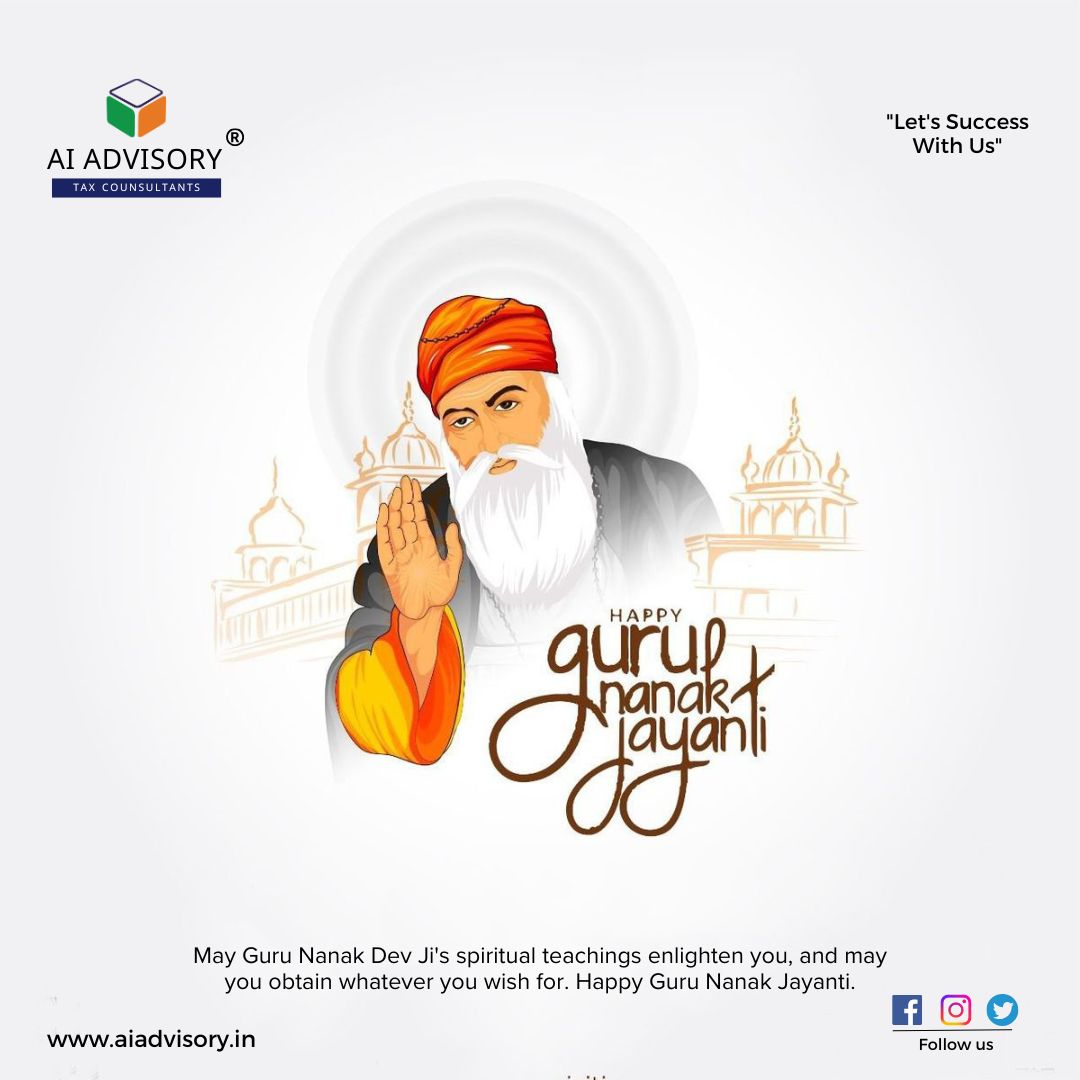 AI ADVISORY®
TAX COUNSULTANTS
"Let's Success
With Us"
HAPPY
guru
nanak
jayanti
May Guru Nanak Dev Ji's spiritual teachings enlighten you, and may
you obtain whatever you wish for. Happy Guru Nanak Jayanti.
www.aiadvisory.in
Follow us